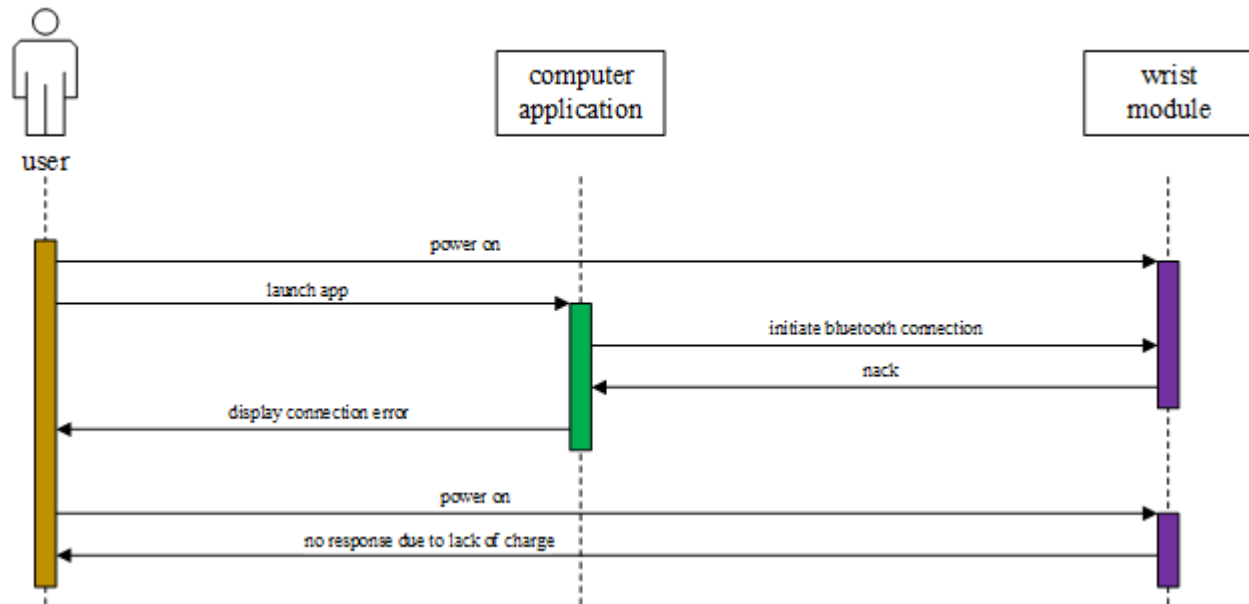 computer
application
wrist
module
user
power on
launch app
initiate bluetooth connection
nack
display connection error
power on
no response due to lack of charge